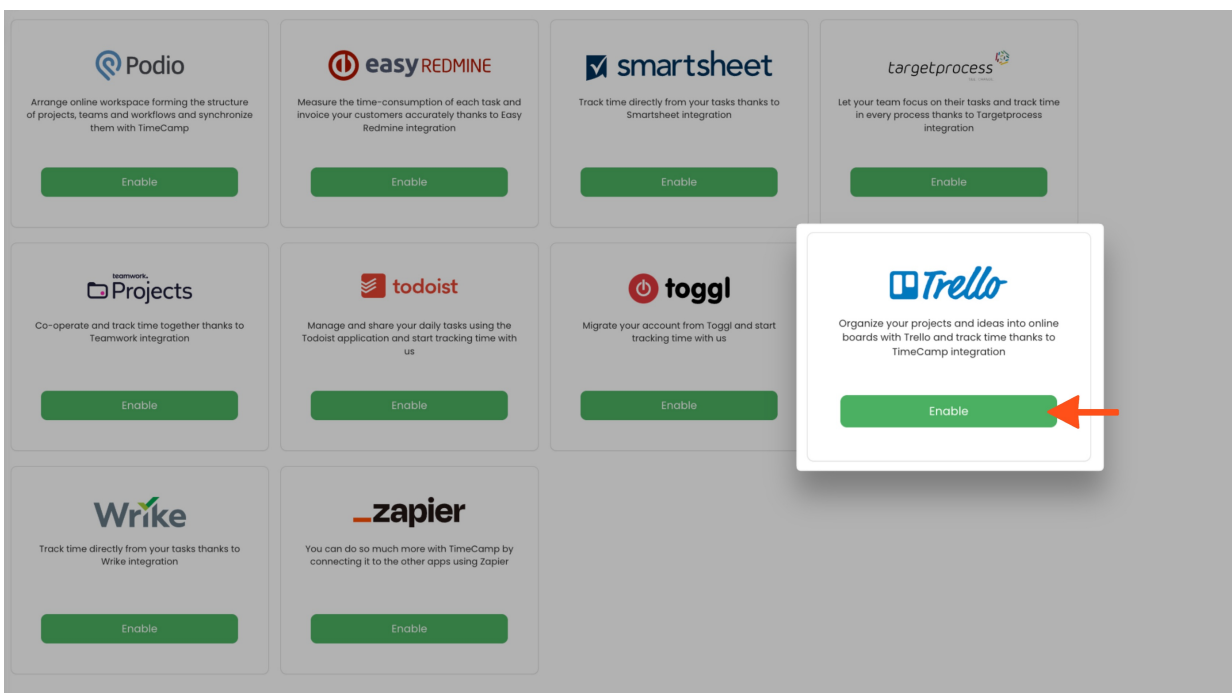 Podio
Arrange online workspace forming the structure
of projects, teams and workflows and synchronize
them with TimeCamp
Enable
easy REDMINE
Measure the time-consumption of each task and
invoice your customers accurately thanks to Easy
Redmine integration
Enable
smartsheet
Track time directly from your tasks thanks to
Smartsheet integration
Enable
targetprocess
Let your team focus on their tasks and track time
in every process thanks to Targetprocess
integration
Enable
teamwork.
Projects
Co-operate and track time together thanks to
Teamwork integration
Enable
todoist
Manage and share your daily tasks using the
Todoist application and start tracking time with
us
Enable
toggl
Migrate your account from Toggl and start
tracking time with us
Enable
Trello
Organize your projects and ideas into online
boards with Trello and track time thanks to
TimeCamp integration
Enable
Wrike
Track time directly from your tasks thanks to
Wrike integration
Enable
zapier
You can do so much more with TimeCamp by
connecting it to the other apps using Zapier
Enable